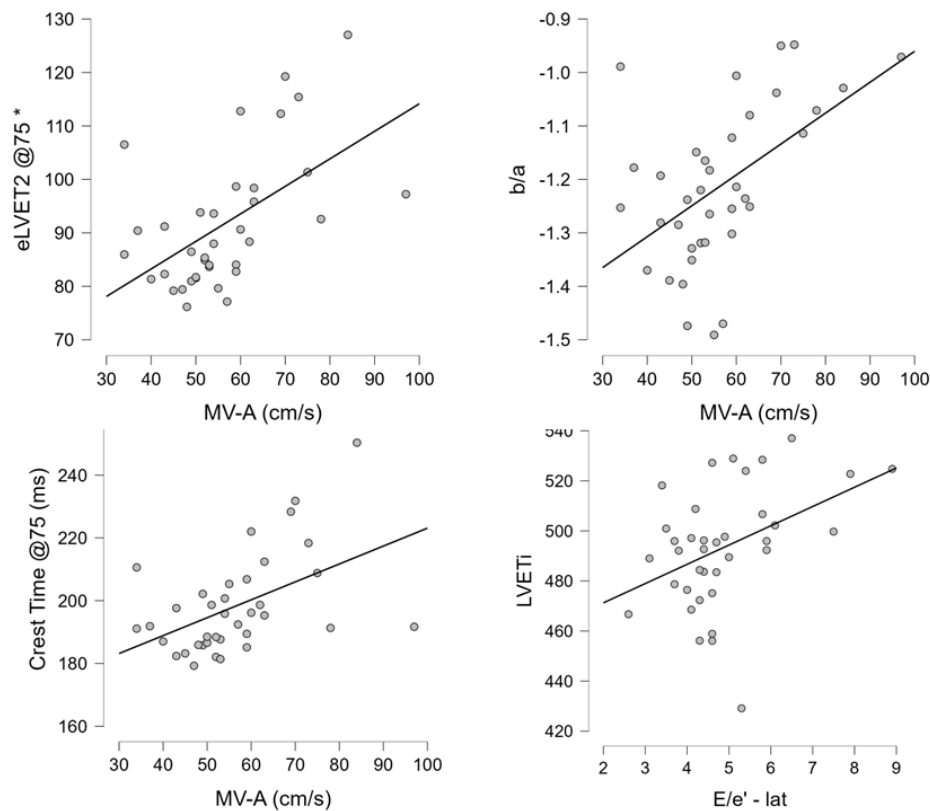 eLVET2 @75 *
130
120
110
100
90
80
70
30 40 50 60 70 80 90 100
MV-A (cm/s)
b/a
-0.9
-1.0
-1.1
-1.2
-1.3
-1.4
-1.5
30 40 50 60 70 80 90 100
MV-A (cm/s)
Crest Time @75 (ms)
240
220
200
180
160
30 40 50 60 70 80 90 100
MV-A (cm/s)
LVETi
540
520
500
480
460
440
420
2 3 4 5 6 7 8 9
E/e' - lat